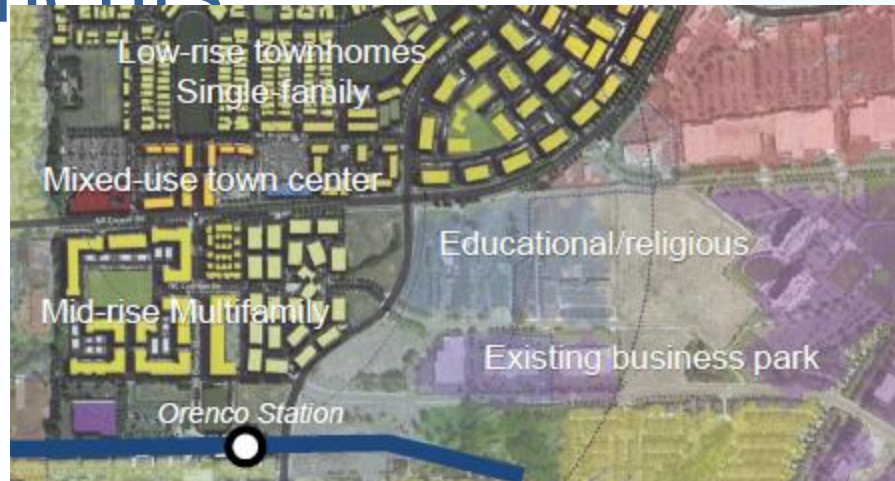 Low-rise townhomes
Single-family
Mixed-use town center
Educational/religious
Mid-rise Multifamily
Existing business park
Orenco Station